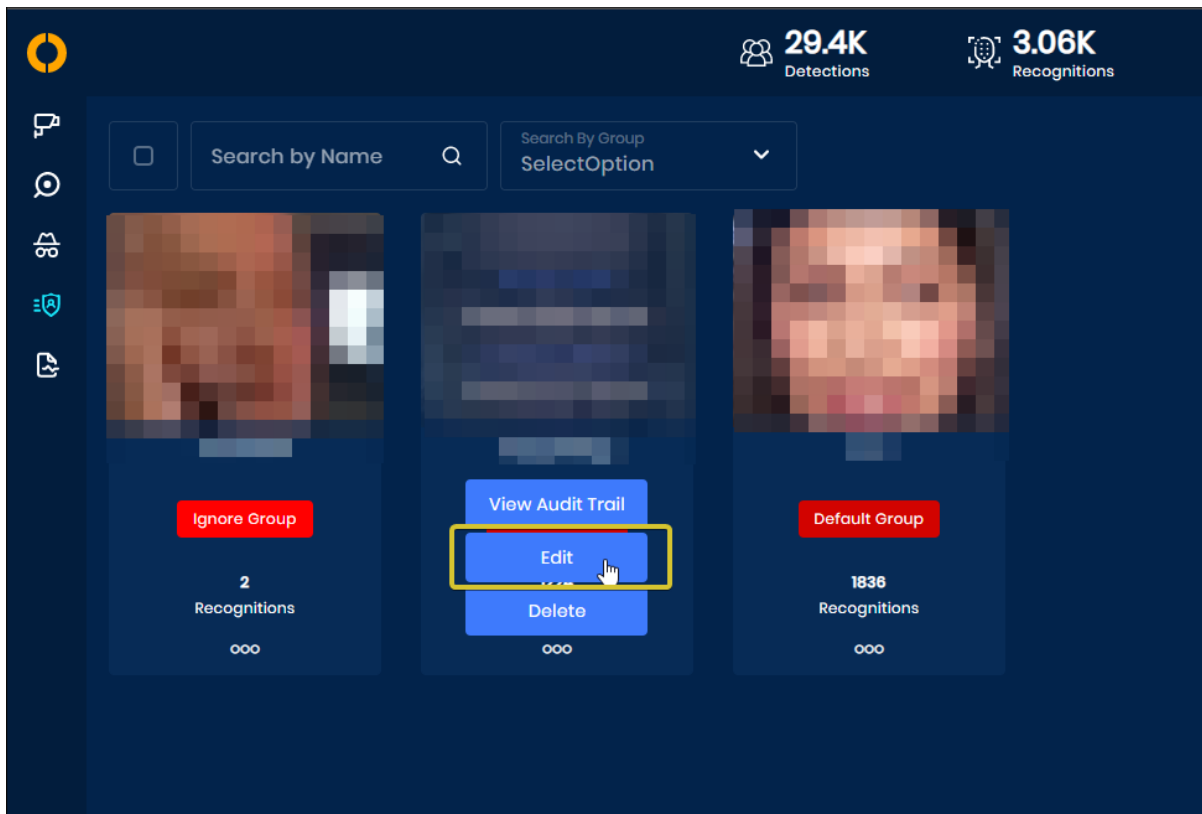 29.4K
Detections
3.06K
Recognitions
Search by Name
Search By Group
SelectOption
View Audit Trail
Ignore Group
Default Group
Edit
2
1836
Recognitions
Delete
Recognitions